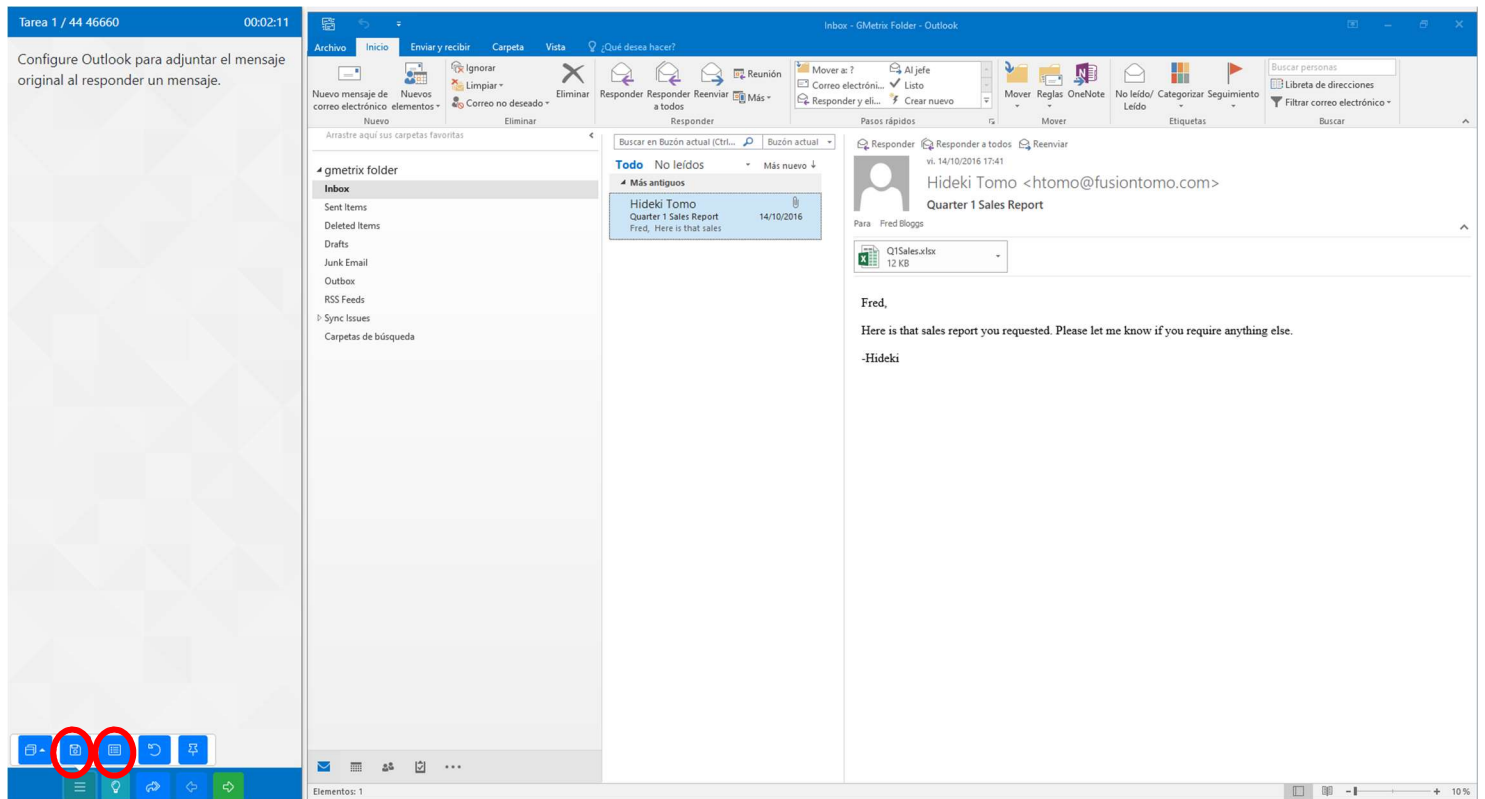 Tarea 1 / 44 46660 00:02:11
Configure Outlook para adjuntar el mensaje
original al responder un mensaje.
Inbox - GMetrix Folder - Outlook
Archivo Inicio Enviar y recibir Carpeta Vista ¿Qué desea hacer?
Nuevo mensaje de
correo electrónico
Nuevos
elementos
Nuevo
Ignorar
Limpiar
Correo no deseado
Eliminar
Eliminar
Responder
Responder
a todos
Reenviar
Reunión
Más
Responder
Mover a: ?
Correo electróni...
Responder y eli...
Al jefe
Listo
Crear nuevo
Pasos rápidos
Mover
Reglas
OneNote
Mover
No leído/
Leído
Categorizar
Seguimiento
Etiquetas
Buscar personas
Libreta de direcciones
Filtrar correo electrónico
Buscar
Arrastre aquí sus carpetas favoritas
gmetrix folder
Inbox
Sent Items
Deleted Items
Drafts
Junk Email
Outbox
RSS Feeds
Sync Issues
Carpetas de búsqueda
Buscar en Buzón actual (Ctrl... Buzón actual
Todo No leídos Más nuevo ↓
Más antiguos
Hideki Tomo
Quarter 1 Sales Report 14/10/2016
Fred, Here is that sales
Responder Responder a todos Reenviar
vi. 14/10/2016 17:41
Hideki Tomo <htomo@fusiontomo.com>
Quarter 1 Sales Report
Para Fred Bloggs
Q1Sales.xlsx
12 KB
Fred,
Here is that sales report you requested. Please let me know if you require anything else.
-Hideki
Elementos: 1
10 %